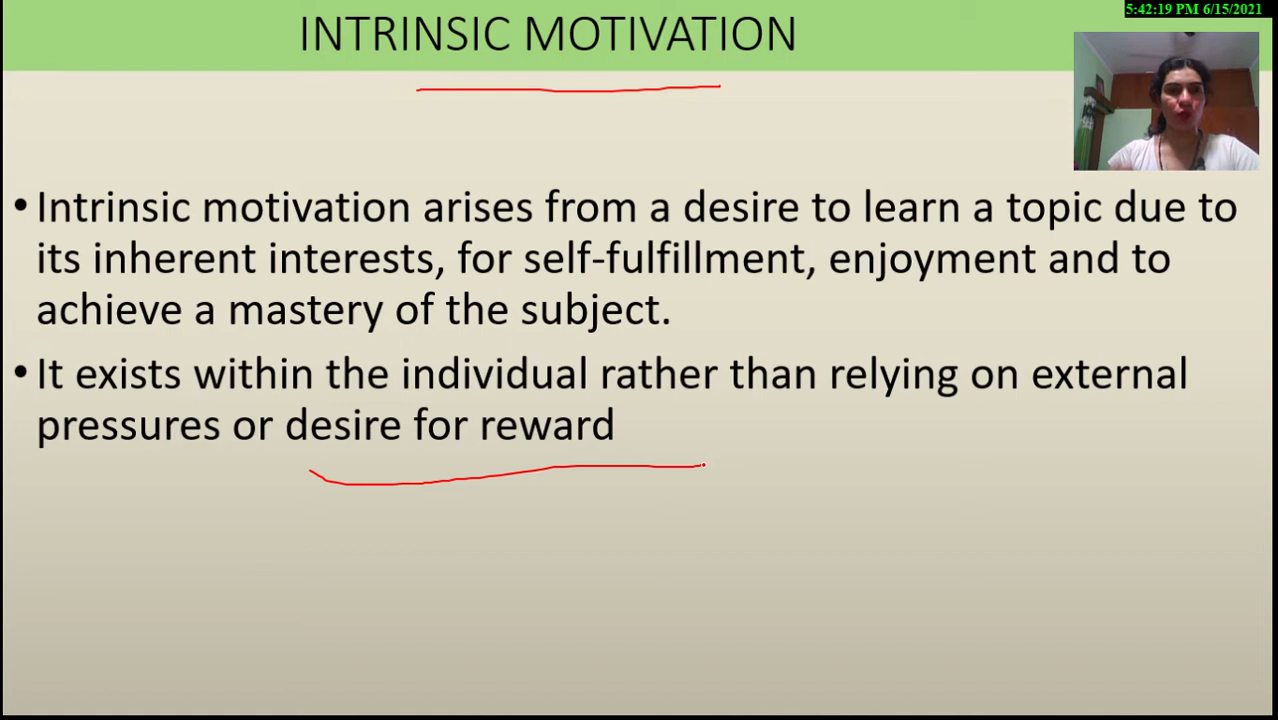 5:42:19 PM 6/15/2021
INTRINSIC MOTIVATION
•Intrinsic motivation arises from a desire to learn a topic due to
its inherent interests, for self-fulfillment, enjoyment and to
achieve a mastery of the subject.
•It exists within the individual rather than relying on external
pressures or desire for reward